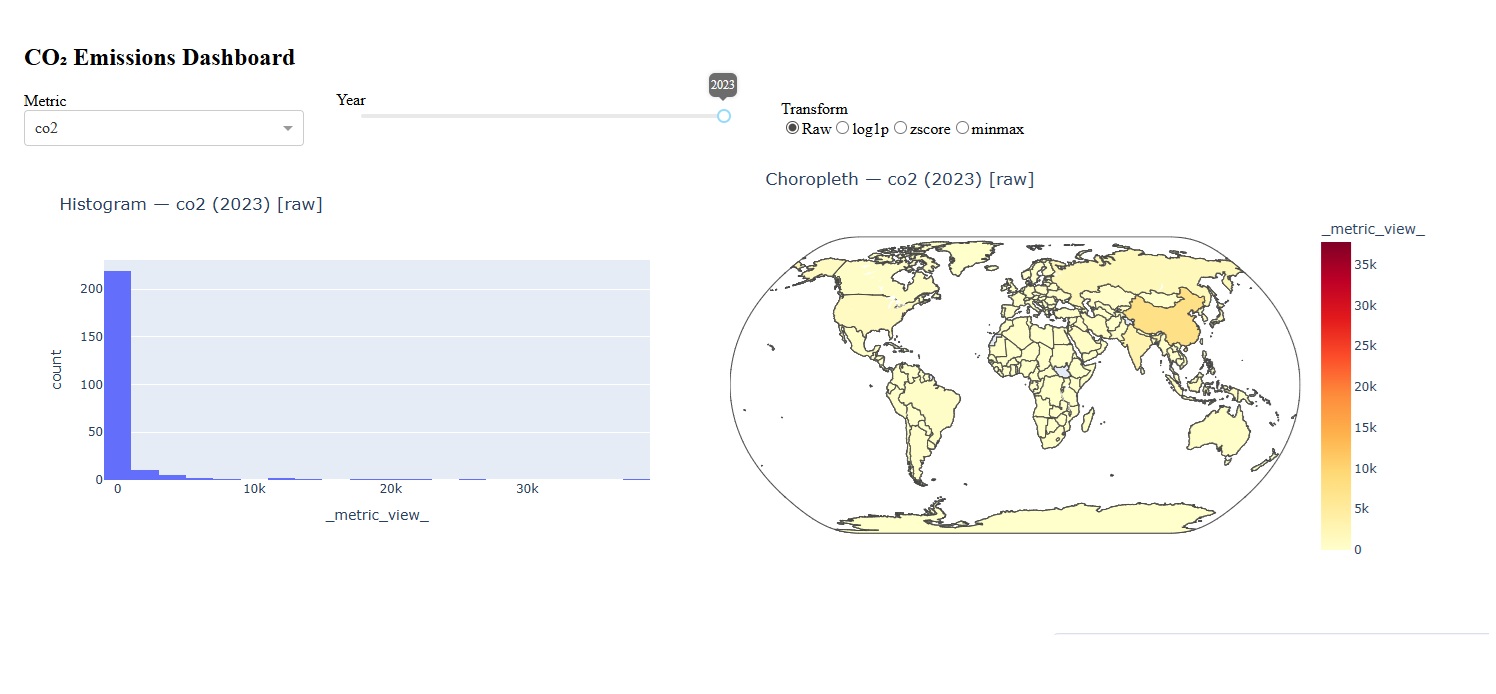 CO₂ Emissions Dashboard
Metric
co2
Year
2023
Transform
Raw log1p zscore minmax
Histogram — co2 (2023) [raw]
count
200
150
100
50
0
0 10k 20k 30k
_metric_view_
Choropleth — co2 (2023) [raw]
_metric_view_
35k
30k
25k
20k
15k
10k
5k
0